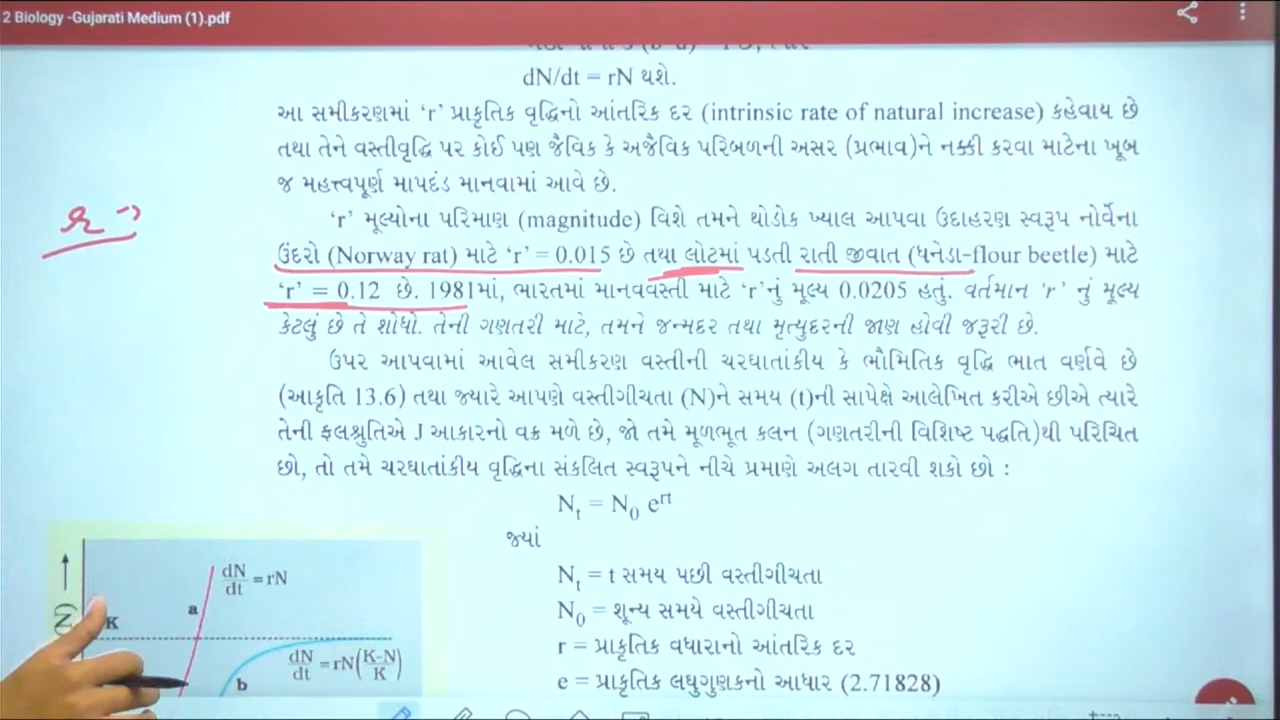 2 Biology -Gujarati Medium (1).pdf
dN/dt = rN થશે.
આ સમીકરણમાં ‘r’ પ્રાકૃતિક વૃદ્ધિનો આંતરિક દર (intrinsic rate of natural increase) કહેવાય છે
તથા તેને વસ્તીવૃદ્ધિ પર કોઈ પણ જૈવિક કે અજૈવિક પરિબળની અસર (પ્રભાવ)ને નક્કી કરવા માટેના ખૂબ
જ મહત્ત્વપૂર્ણ માપદંડ માનવામાં આવે છે.
‘r’ મૂલ્યોના પરિમાણ (magnitude) વિશે તમને થોડોક ખ્યાલ આપવા ઉદાહરણ સ્વરૂપ નોર્વેના
ઉંદરો (Norway rat) માટે ‘r’ = 0.015 છે તથા લોટમાં પડતી રાતી જીવાત (ધનેડા-flour beetle) માટે
‘r’ = 0.12 છે. 1981માં, ભારતમાં માનવવસ્તી માટે ‘r’નું મૂલ્ય 0.0205 હતું. વર્તમાન ‘r’ નું મૂલ્ય
કેટલું છે તે શોધો. તેની ગણતરી માટે, તમને જન્મદર તથા મૃત્યુદરની જાણ હોવી જરૂરી છે.
ઉપર આપવામાં આવેલ સમીકરણ વસ્તીની ચરઘાતાંકીય કે ભૌમિતિક વૃદ્ધિ ભાત વર્ણવે છે
(આકૃતિ 13.6) તથા જ્યારે આપણે વસ્તીગીચતા (N)ને સમય (t)ની સાપેક્ષે આલેખિત કરીએ છીએ ત્યારે
તેની ફલશ્રુતિએ J આકારનો વક્ર મળે છે, જો તમે મૂળભૂત કલન (ગણતરીની વિશિષ્ટ પદ્ધતિ)થી પરિચિત
છો, તો તમે ચરઘાતાંકીય વૃદ્ધિના સંકલિત સ્વરૂપને નીચે પ્રમાણે અલગ તારવી શકો છો :
Nt = N0 e^rt
જ્યાં
Nt = t સમય પછી વસ્તીગીચતા
N0 = શૂન્ય સમયે વસ્તીગીચતા
r = પ્રાકૃતિક વધારાનો આંતરિક દર
e = પ્રાકૃતિક લઘુગુણકનો આધાર (2.71828)
r
dN/dt = rN
a
K
(N)
dN/dt = rN(K-N/K)
b